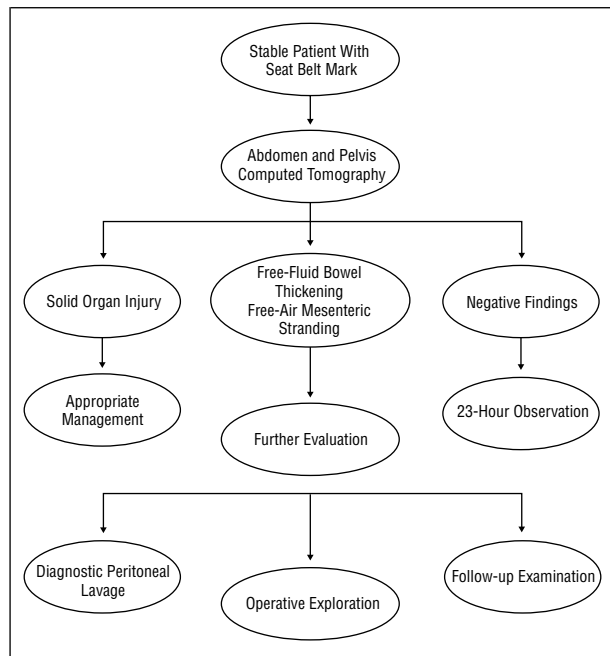 Stable Patient With
Seat Belt Mark
Abdomen and Pelvis
Computed Tomography
Solid Organ Injury
Free-Fluid Bowel
Thickening
Free-Air Mesenteric
Stranding
Negative Findings
Appropriate
Management
Further Evaluation
23-Hour Observation
Diagnostic Peritoneal
Lavage
Operative Exploration
Follow-up Examination